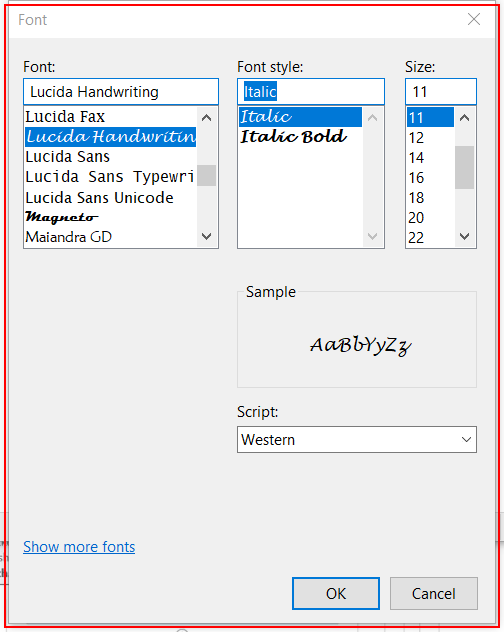 Font
Font: Font style: Size:
Lucida Handwriting Italic 11
Lucida Fax Italic 11
Lucida Handwritin Italic Bold 12
Lucida Sans 14
Lucida Sans Typewri 16
Lucida Sans Unicode 18
Magneto 20
Maiandra GD 22
Sample
AaBbYyZz
Script:
Western
Show more fonts
OK Cancel